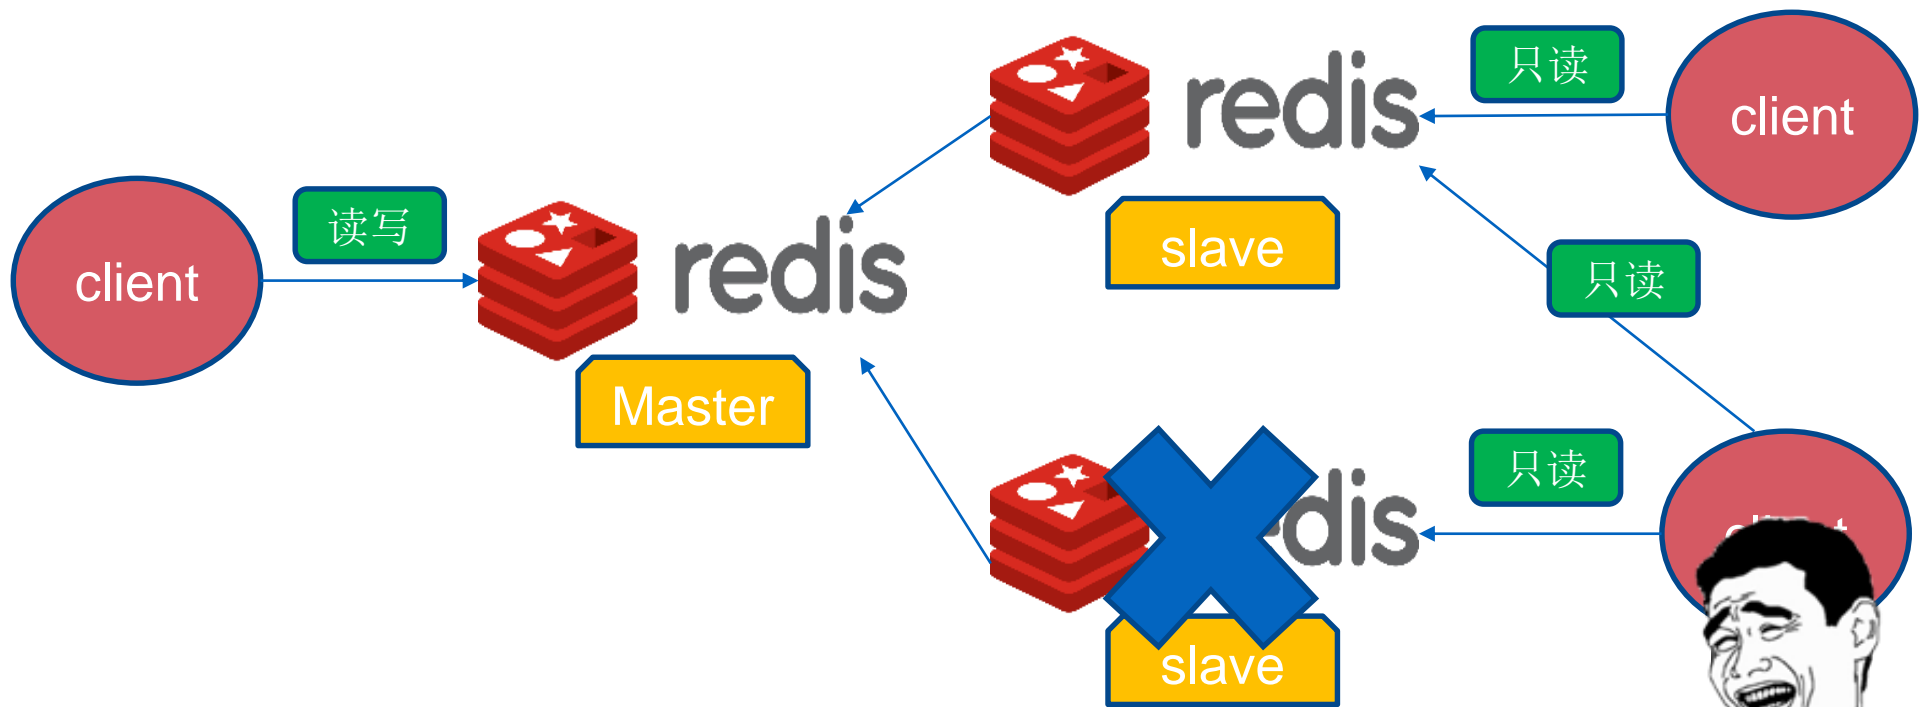 redis
只读
client
读写
client
redis
slave
只读
Master
只读
dis
slave